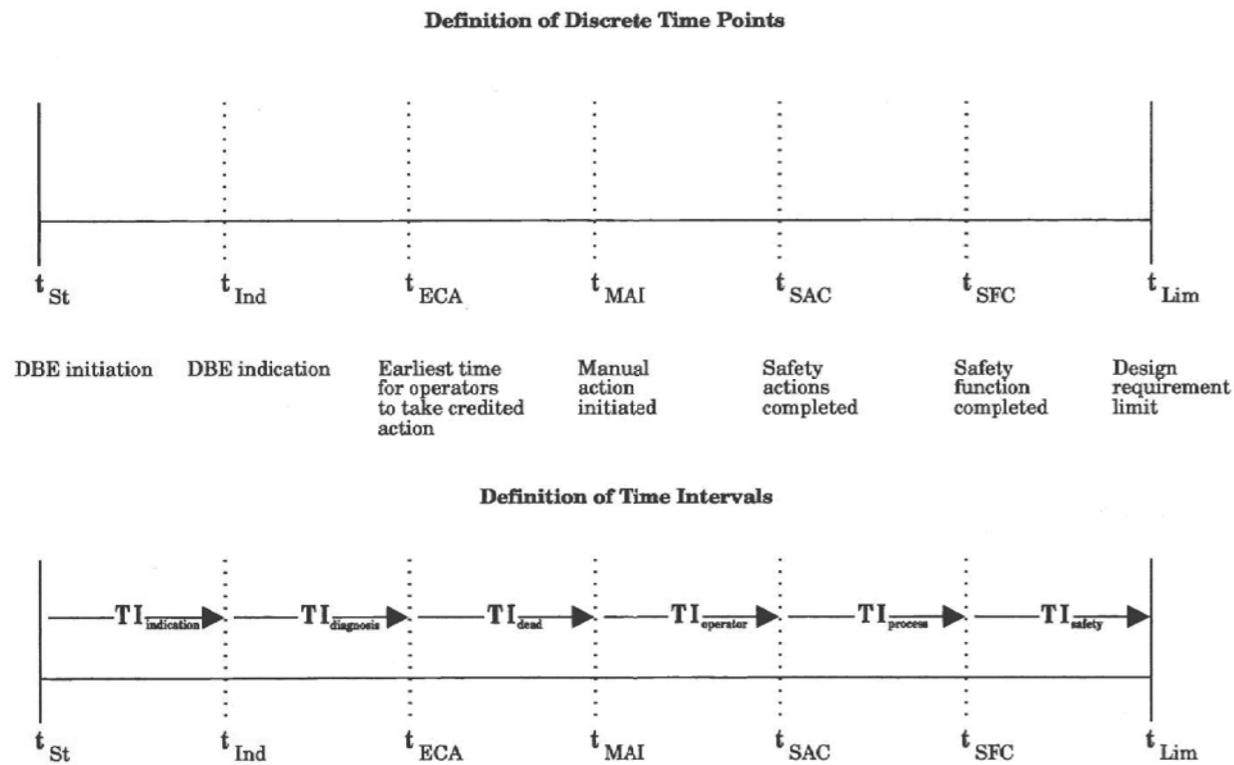 Definition of Discrete Time Points
t St t Ind t ECA t MAI t SAC t SFC t Lim
DBE initiation DBE indication Earliest time Manual Safety Safety Design
for operators action actions function requirement
to take credited initiated completed completed limit
action
Definition of Time Intervals
TI indication TI diagnosis TI dead TI operator TI process TI safety
t St t Ind t ECA t MAI t SAC t SFC t Lim